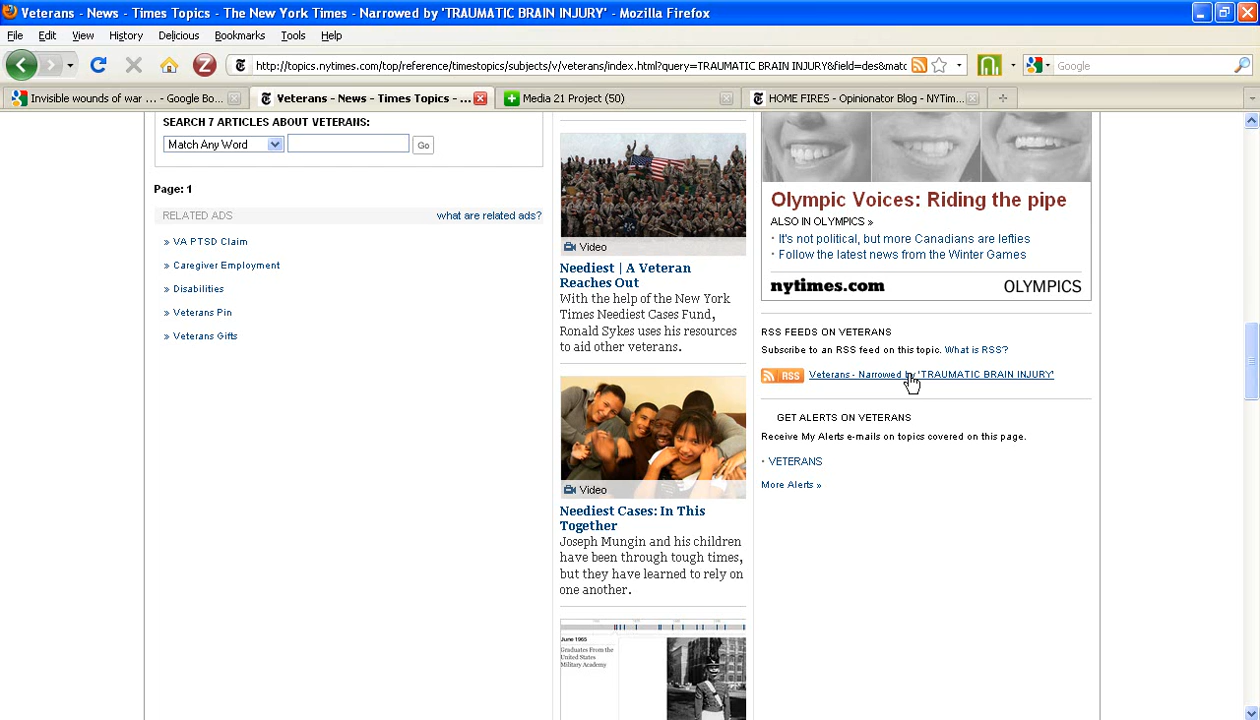 Veterans - News - Times Topics - The New York Times - Narrowed by 'TRAUMATIC BRAIN INJURY' - Mozilla Firefox
File Edit View History Delicious Bookmarks Tools Help
http://topics.nytimes.com/top/reference/timestopics/subjects/v/veterans/index.html?query=TRAUMATIC BRAIN INJURY&field=des&matc
Google
Invisible wounds of war ... - Google Bo...
Veterans - News - Times Topics - ...
Media 21 Project (50)
HOME FIRES - Opinionator Blog - NYTim...
SEARCH 7 ARTICLES ABOUT VETERANS:
Match Any Word
Go
Page: 1
RELATED ADS
what are related ads?
» VA PTSD Claim
» Caregiver Employment
» Disabilities
» Veterans Pin
» Veterans Gifts
Video
Neediest | A Veteran
Reaches Out
With the help of the New York
Times Neediest Cases Fund,
Ronald Sykes uses his resources
to aid other veterans.
Video
Neediest Cases: In This
Together
Joseph Mungin and his children
have been through tough times,
but they have learned to rely on
one another.
June 1965
Graduates From the
United States
Military Academy
Olympic Voices: Riding the pipe
ALSO IN OLYMPICS »
· It's not political, but more Canadians are lefties
· Follow the latest news from the Winter Games
nytimes.com
OLYMPICS
RSS FEEDS ON VETERANS
Subscribe to an RSS feed on this topic. What is RSS?
RSS Veterans - Narrowed by 'TRAUMATIC BRAIN INJURY'
GET ALERTS ON VETERANS
Receive My Alerts e-mails on topics covered on this page.
· VETERANS
More Alerts »